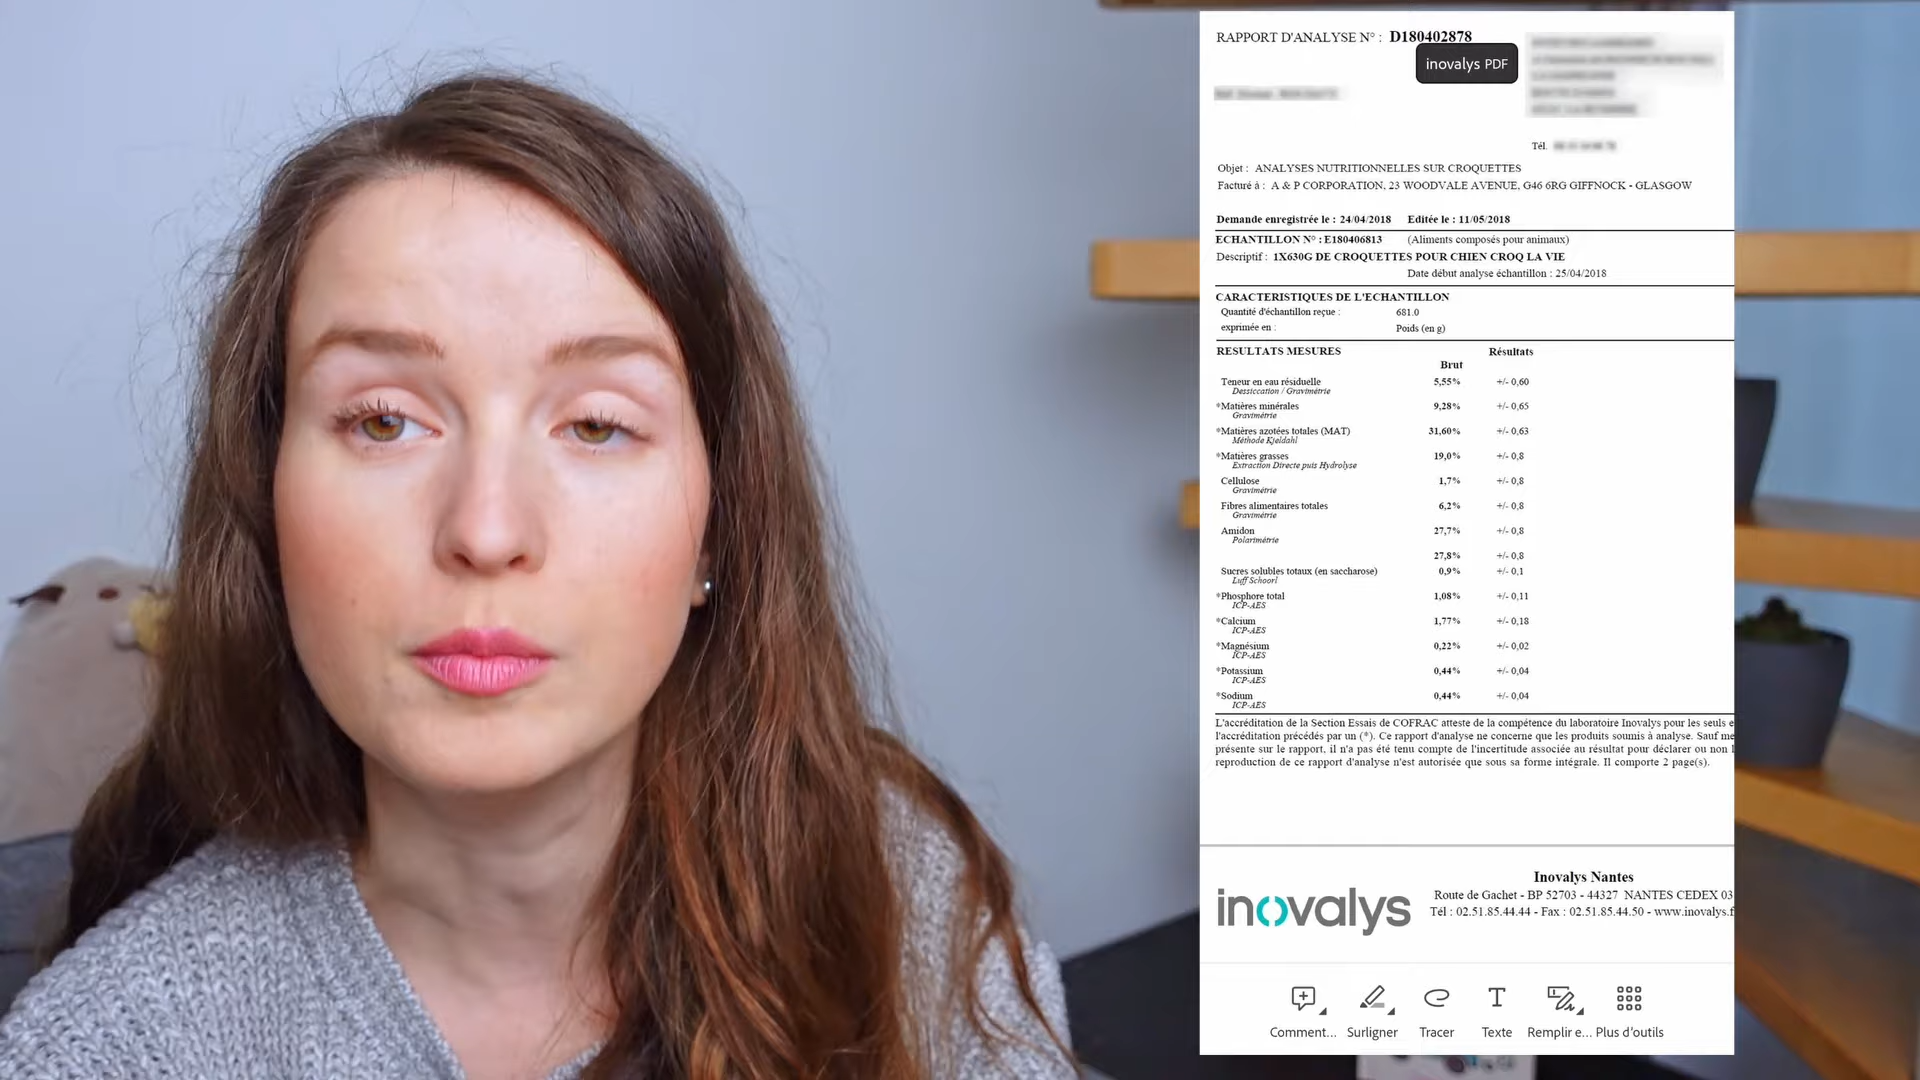 RAPPORT D'ANALYSE N° : D180402878
inovalys PDF
Tél.
Objet : ANALYSES NUTRITIONNELLES SUR CROQUETTES
Facturé à : A & P CORPORATION, 23 WOODVALE AVENUE, G46 6RG GIFFNOCK - GLASGOW
Demande enregistrée le : 24/04/2018 Editée le : 11/05/2018
ECHANTILLON N° : E180406813 (Aliments composés pour animaux)
Descriptif : 1X630G DE CROQUETTES POUR CHIEN CROQ LA VIE
Date début analyse échantillon : 25/04/2018
CARACTERISTIQUES DE L'ECHANTILLON
Quantité d'échantillon reçue : 681.0
exprimée en : Poids (en g)
RESULTATS MESURES Résultats
Brut
Teneur en eau résiduelle 5,55% +/- 0,60
Dessiccation / Gravimétrie
*Matières minérales 9,28% +/- 0,65
Gravimétrie
*Matières azotées totales (MAT) 31,60% +/- 0,63
Méthode Kjeldahl
*Matières grasses 19,0% +/- 0,8
Extraction Directe puis Hydrolyse
Cellulose 1,7% +/- 0,8
Gravimétrie
Fibres alimentaires totales 6,2% +/- 0,8
Gravimétrie
Amidon 27,7% +/- 0,8
Polarimétrie
27,8% +/- 0,8
Sucres solubles totaux (en saccharose) 0,9% +/- 0,1
Luff Schoorl
*Phosphore total 1,08% +/- 0,11
ICP-AES
*Calcium 1,77% +/- 0,18
ICP-AES
*Magnésium 0,22% +/- 0,02
ICP-AES
*Potassium 0,44% +/- 0,04
ICP-AES
*Sodium 0,44% +/- 0,04
ICP-AES
L'accréditation de la Section Essais de COFRAC atteste de la compétence du laboratoire Inovalys pour les seuls e
l'accréditation précédés par un (*). Ce rapport d'analyse ne concerne que les produits soumis à analyse. Sauf me
présente sur le rapport, il n'a pas été tenu compte de l'incertitude associée au résultat pour déclarer ou non l
reproduction de ce rapport d'analyse n'est autorisée que sous sa forme intégrale. Il comporte 2 page(s).
inovalys
Inovalys Nantes
Route de Gachet - BP 52703 - 44327 NANTES CEDEX 03
Tél : 02.51.85.44.44 - Fax : 02.51.85.44.50 - www.inovalys.f
Comment... Surligner Tracer Texte Remplir e... Plus d'outils